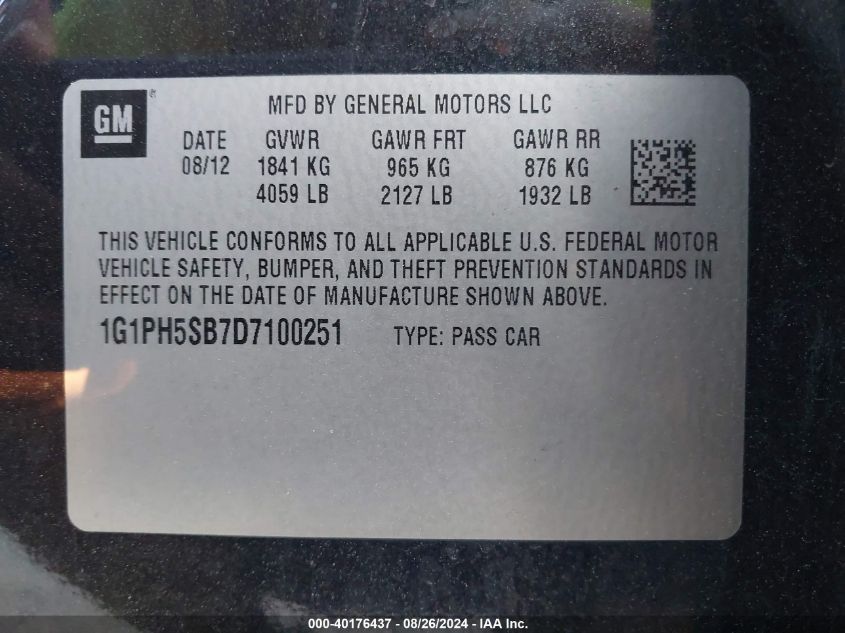 GM®
MFD BY GENERAL MOTORS LLC
DATE GVWR GAWR FRT GAWR RR
08/12 1841 KG 965 KG 876 KG
4059 LB 2127 LB 1932 LB
THIS VEHICLE CONFORMS TO ALL APPLICABLE U.S. FEDERAL MOTOR
VEHICLE SAFETY, BUMPER, AND THEFT PREVENTION STANDARDS IN
EFFECT ON THE DATE OF MANUFACTURE SHOWN ABOVE.
1G1PH5SB7D7100251 TYPE: PASS CAR
000-40176437 - 08/26/2024 - IAA Inc.